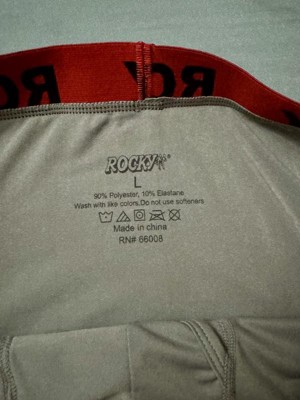 ROCKY
L
90% Polyester, 10% Elastane
Wash with like colors,Do not use softeners
Made in china
RN# 66008